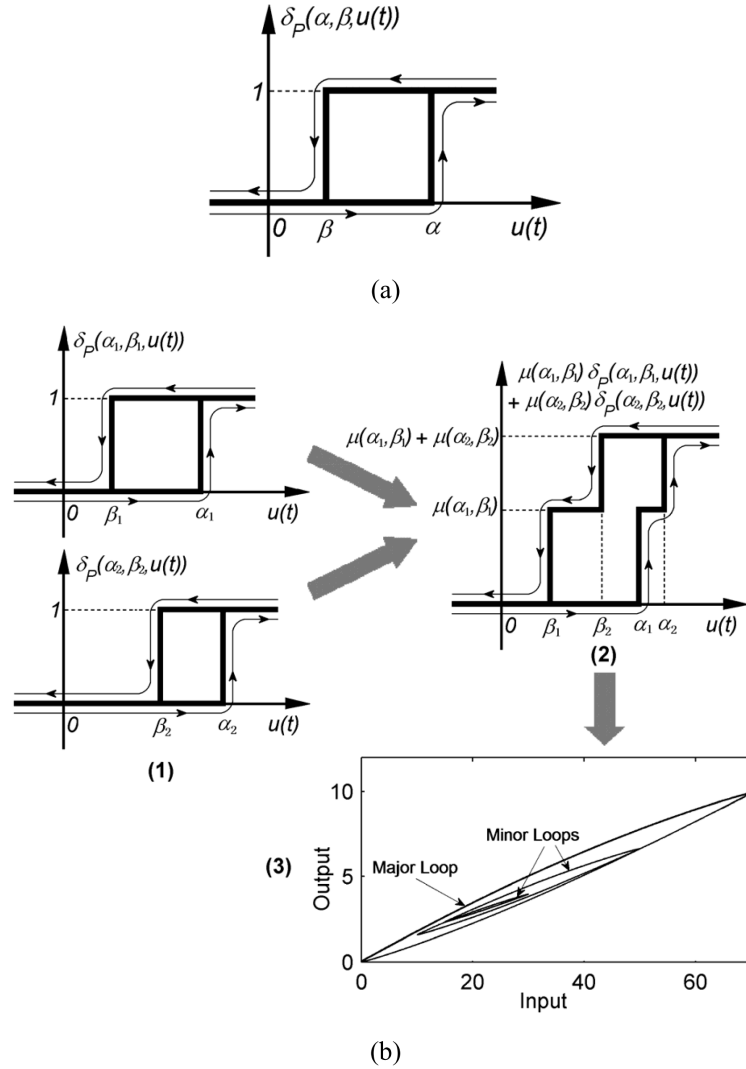 δP(α,β,u(t))
1
0
β
α
u(t)
(a)
δP(α1,β1,u(t))
1
0
β1
α1
u(t)
δP(α2,β2,u(t))
1
0
β2
α2
u(t)
(1)
μ(α1,β1)δP(α1,β1,u(t))
+ μ(α2,β2)δP(α2,β2,u(t))
μ(α1,β1) + μ(α2,β2)
μ(α1,β1)
0
β1
β2
α1
α2
u(t)
(2)
(3)
Output
10
5
0
Major Loop
Minor Loops
0
20
40
60
Input
(b)